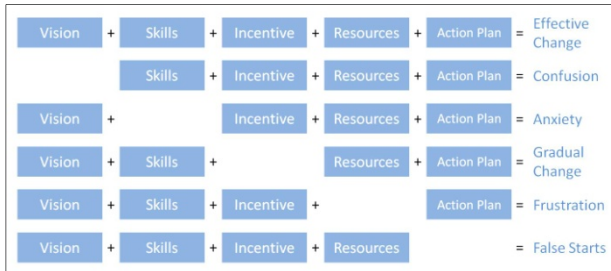 Vision + Skills + Incentive + Resources + Action Plan = Effective
Change
Skills + Incentive + Resources + Action Plan = Confusion
Vision + Incentive + Resources + Action Plan = Anxiety
Vision + Skills + Resources + Action Plan = Gradual
Change
Vision + Skills + Incentive + Action Plan = Frustration
Vision + Skills + Incentive + Resources = False Starts